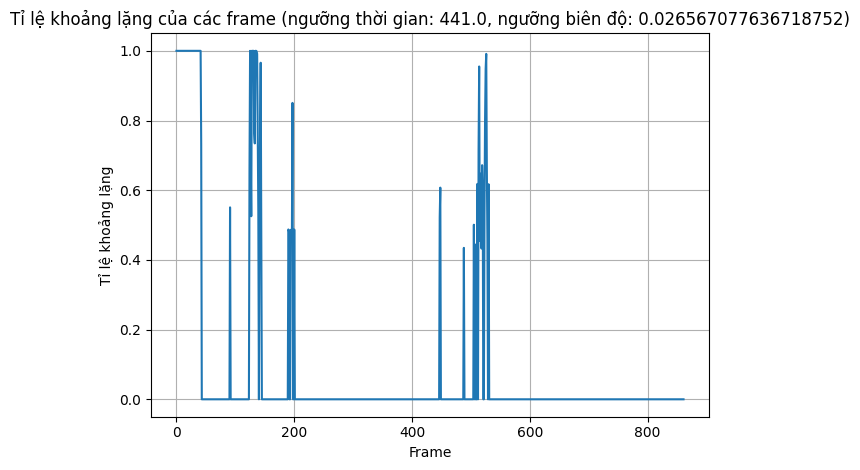 Tỉ lệ khoảng lặng của các frame (ngưỡng thời gian: 441.0, ngưỡng biên độ: 0.026567077636718752)
1.0
0.8
0.6
0.4
0.2
0.0
Tỉ lệ khoảng lặng
0 200 400 600 800
Frame